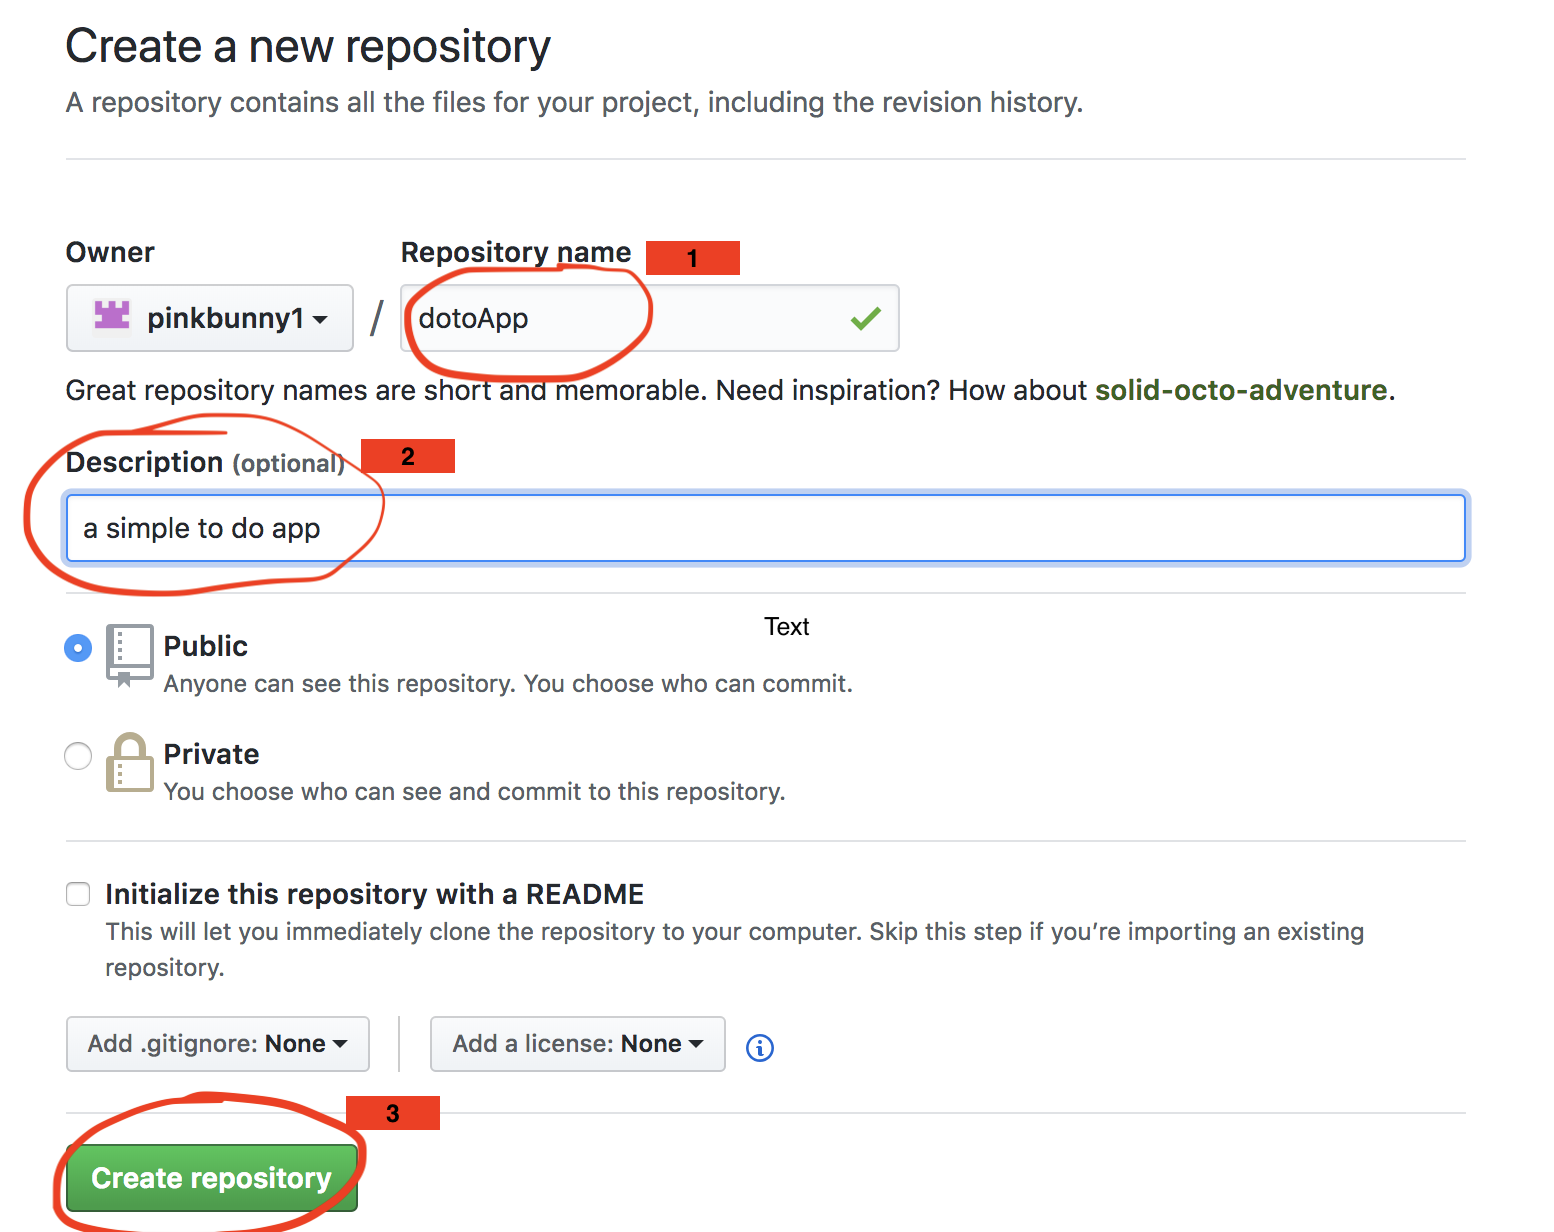 Create a new repository
A repository contains all the files for your project, including the revision history.
Owner
Repository name
1
pinkbunny1
/
dotoApp
Great repository names are short and memorable. Need inspiration? How about solid-octo-adventure.
Description (optional)
2
a simple to do app
Text
Public
Anyone can see this repository. You choose who can commit.
Private
You choose who can see and commit to this repository.
Initialize this repository with a README
This will let you immediately clone the repository to your computer. Skip this step if you’re importing an existing
repository.
Add .gitignore: None
Add a license: None
3
Create repository